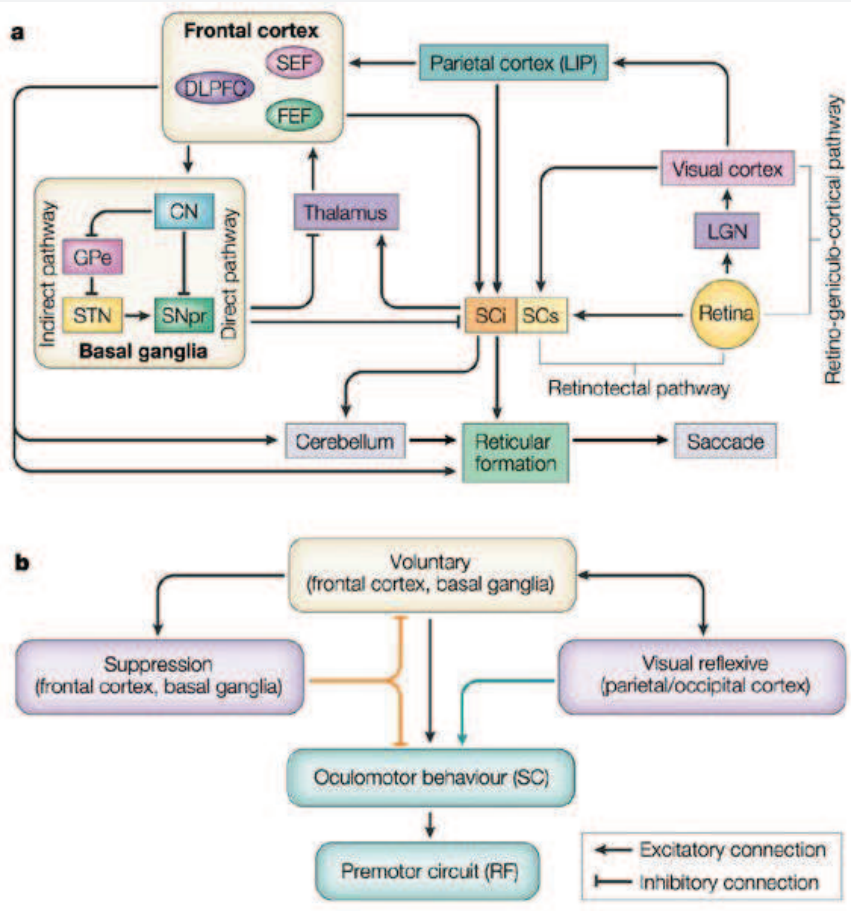 a
Frontal cortex
SEF
DLPFC
FEF
Parietal cortex (LIP)
Visual cortex
LGN
Retina
Retino-geniculo-cortical pathway
Thalamus
CN
GPe
STN
SNpr
Indirect pathway
Direct pathway
Basal ganglia
SCi
SCs
Retinotectal pathway
Cerebellum
Reticular
formation
Saccade
b
Voluntary
(frontal cortex, basal ganglia)
Suppression
(frontal cortex, basal ganglia)
Visual reflexive
(parietal/occipital cortex)
Oculomotor behaviour (SC)
Premotor circuit (RF)
Excitatory connection
Inhibitory connection